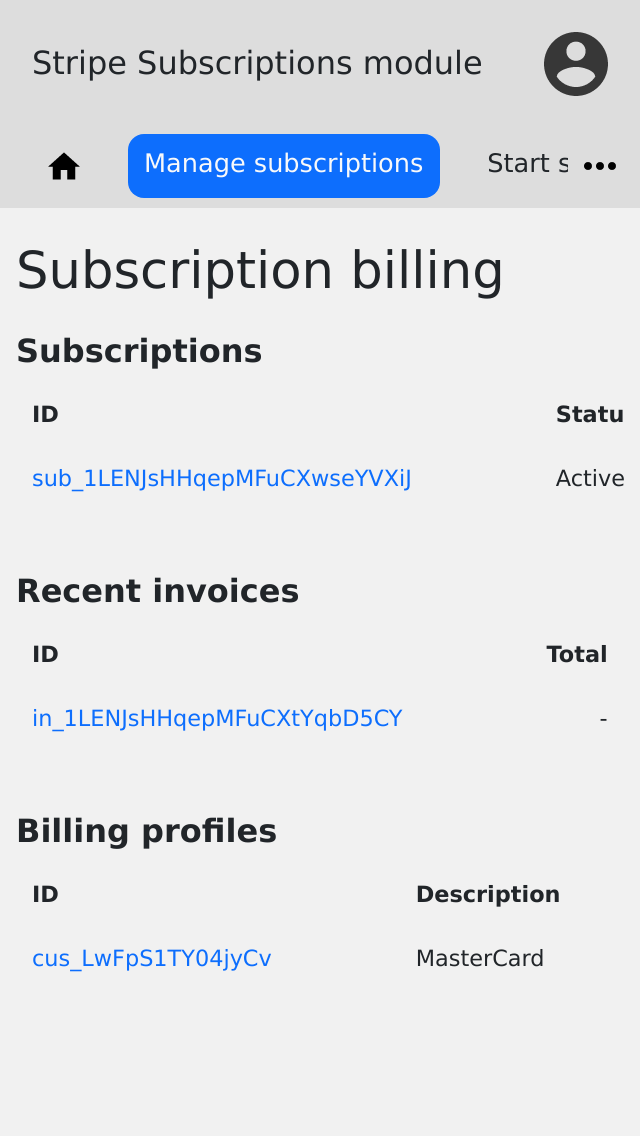 Stripe Subscriptions module
Manage subscriptions Start s
Subscription billing
Subscriptions
ID Statu
sub_1LENJsHHqepMFuCXwseYVXiJ Active
Recent invoices
ID Total
in_1LENJsHHqepMFuCXtYqbD5CY -
Billing profiles
ID Description
cus_LwFpS1TY04jyCv MasterCard